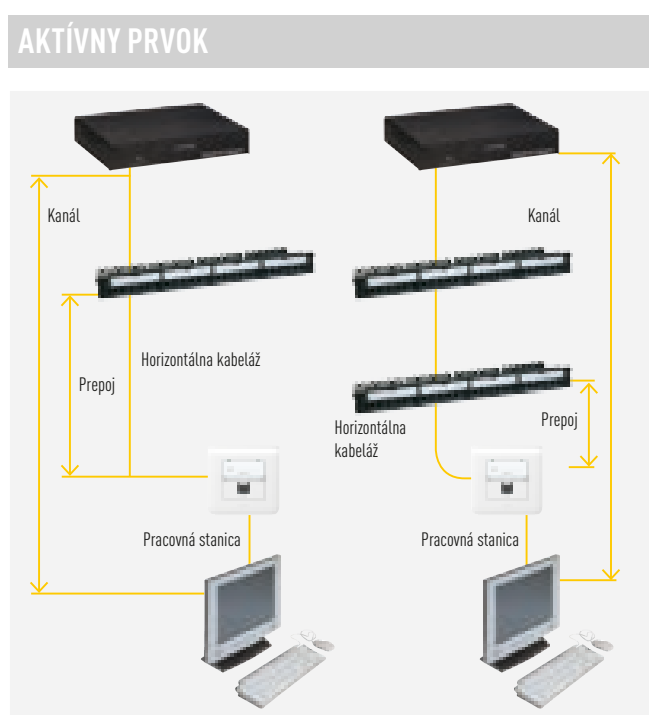 AKTÍVNY PRVOK
Kanál
Prepoj
Horizontálna kabeláž
Pracovná stanica
Kanál
Horizontálna
kabeláž
Prepoj
Pracovná stanica